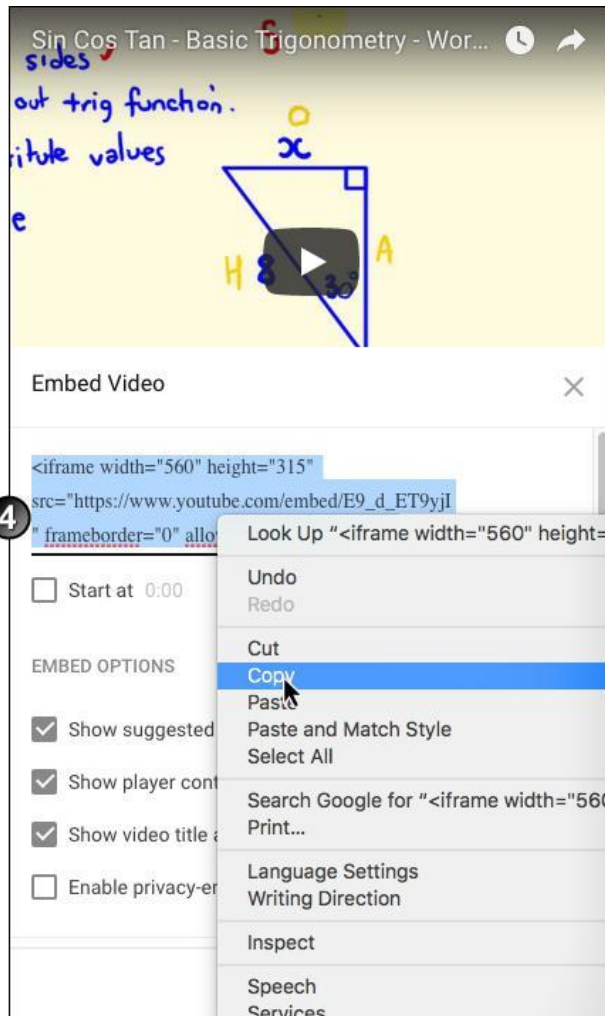 Sin Cos Tan - Basic Trigonometry - Wor...
S
sides
out trig function.
itute values
e
O
x
H 8
A
30°
Embed Video
<iframe width="560" height="315"
src="https://www.youtube.com/embed/E9_d_ET9yjI
" frameborder="0" allo
4
Look Up “<iframe width="560" height=
Start at 0:00
Undo
Redo
Cut
EMBED OPTIONS
Copy
Paste
Show suggested
Paste and Match Style
Select All
Show player cont
Search Google for “<iframe width="560
Print...
Show video title a
Language Settings
Enable privacy-en
Writing Direction
Inspect
Speech
Services